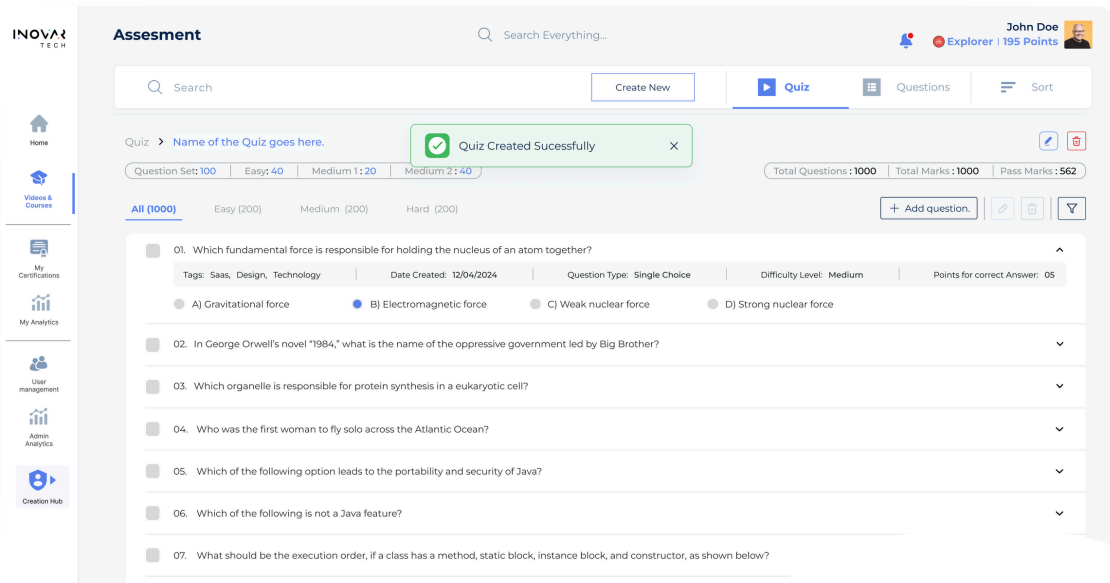 INOVAR
TECH
Assesment
Search Everything...
John Doe
Explorer | 195 Points
Search
Create New
Quiz
Questions
Sort
Home
Videos &
Courses
My
Certifications
My Analytics
User
management
Admin
Analytics
Creation Hub
Quiz > Name of the Quiz goes here.
Quiz Created Sucessfully
Question Set: 100 | Easy: 40 | Medium 1 : 20 | Medium 2 : 40
Total Questions : 1000 | Total Marks : 1000 | Pass Marks : 562
All (1000) Easy (200) Medium (200) Hard (200)
+ Add question.
01. Which fundamental force is responsible for holding the nucleus of an atom together?
Tags: Saas, Design, Technology | Date Created: 12/04/2024 | Question Type: Single Choice | Difficulty Level: Medium | Points for correct Answer: 05
A) Gravitational force B) Electromagnetic force C) Weak nuclear force D) Strong nuclear force
02. In George Orwell's novel "1984," what is the name of the oppressive government led by Big Brother?
03. Which organelle is responsible for protein synthesis in a eukaryotic cell?
04. Who was the first woman to fly solo across the Atlantic Ocean?
05. Which of the following option leads to the portability and security of Java?
06. Which of the following is not a Java feature?
07. What should be the execution order, if a class has a method, static block, instance block, and constructor, as shown below?